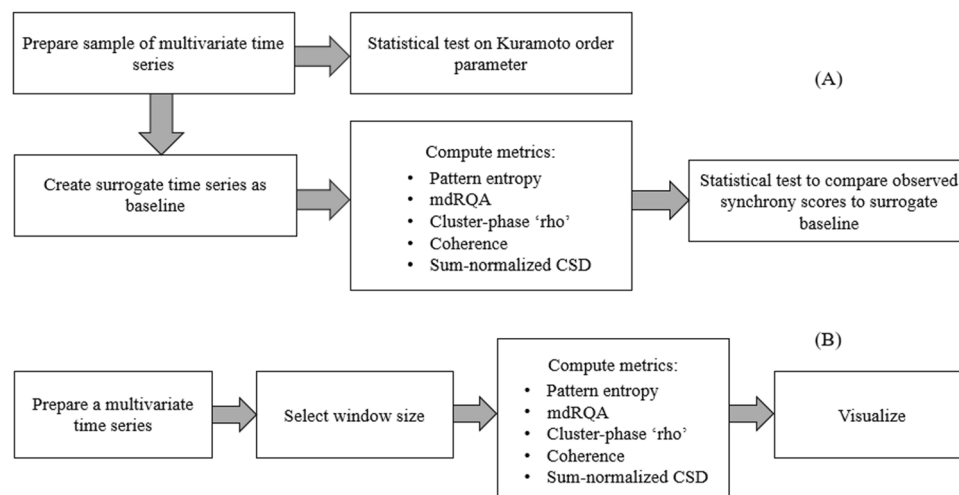 Prepare sample of multivariate time
series
Statistical test on Kuramoto order
parameter
(A)
Create surrogate time series as
baseline
Compute metrics:
• Pattern entropy
• mdRQA
• Cluster-phase ‘rho’
• Coherence
• Sum-normalized CSD
Statistical test to compare observed
synchrony scores to surrogate
baseline
(B)
Prepare a multivariate
time series
Select window size
Compute metrics:
• Pattern entropy
• mdRQA
• Cluster-phase ‘rho’
• Coherence
• Sum-normalized CSD
Visualize